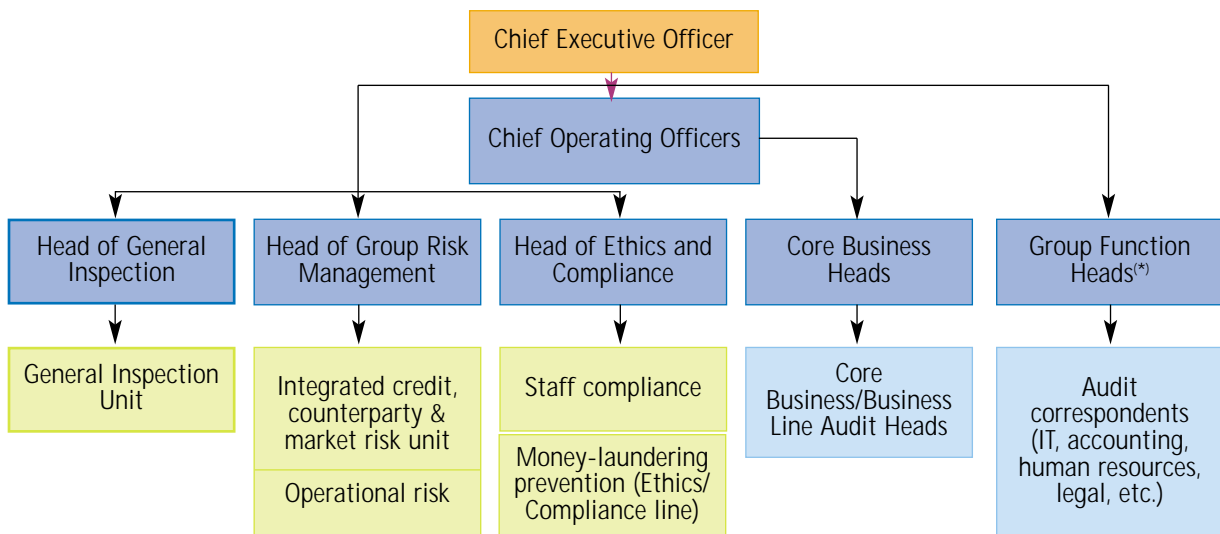 Chief Executive Officer
Chief Operating Officers
Head of General
Inspection
Head of Group Risk
Management
Head of Ethics and
Compliance
Core Business
Heads
Group Function
Heads(*)
General Inspection
Unit
Integrated credit,
counterparty &
market risk unit
Operational risk
Staff compliance
Money-laundering
prevention (Ethics/
Compliance line)
Core
Business/Business
Line Audit Heads
Audit
correspondents
(IT, accounting,
human resources,
legal, etc.)